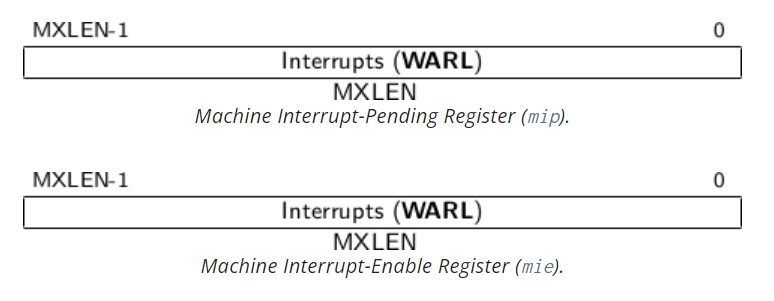 MXLEN-1 0
Interrupts (WARL)
MXLEN
Machine Interrupt-Pending Register (mip).
MXLEN-1 0
Interrupts (WARL)
MXLEN
Machine Interrupt-Enable Register (mie).